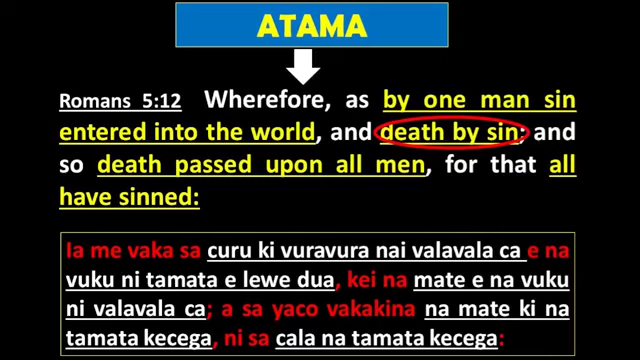 ATAMA
Romans 5:12 Wherefore, as by one man sin
entered into the world, and death by sin; and
so death passed upon all men, for that all
have sinned:
Ia me vaka sa curu ki vuravura nai valavala ca e na
vuku ni tamata e lewe dua, kei na mate e na vuku
ni valavala ca; a sa yaco vakakina na mate ki na
tamata kecega, ni sa cala na tamata kecega: